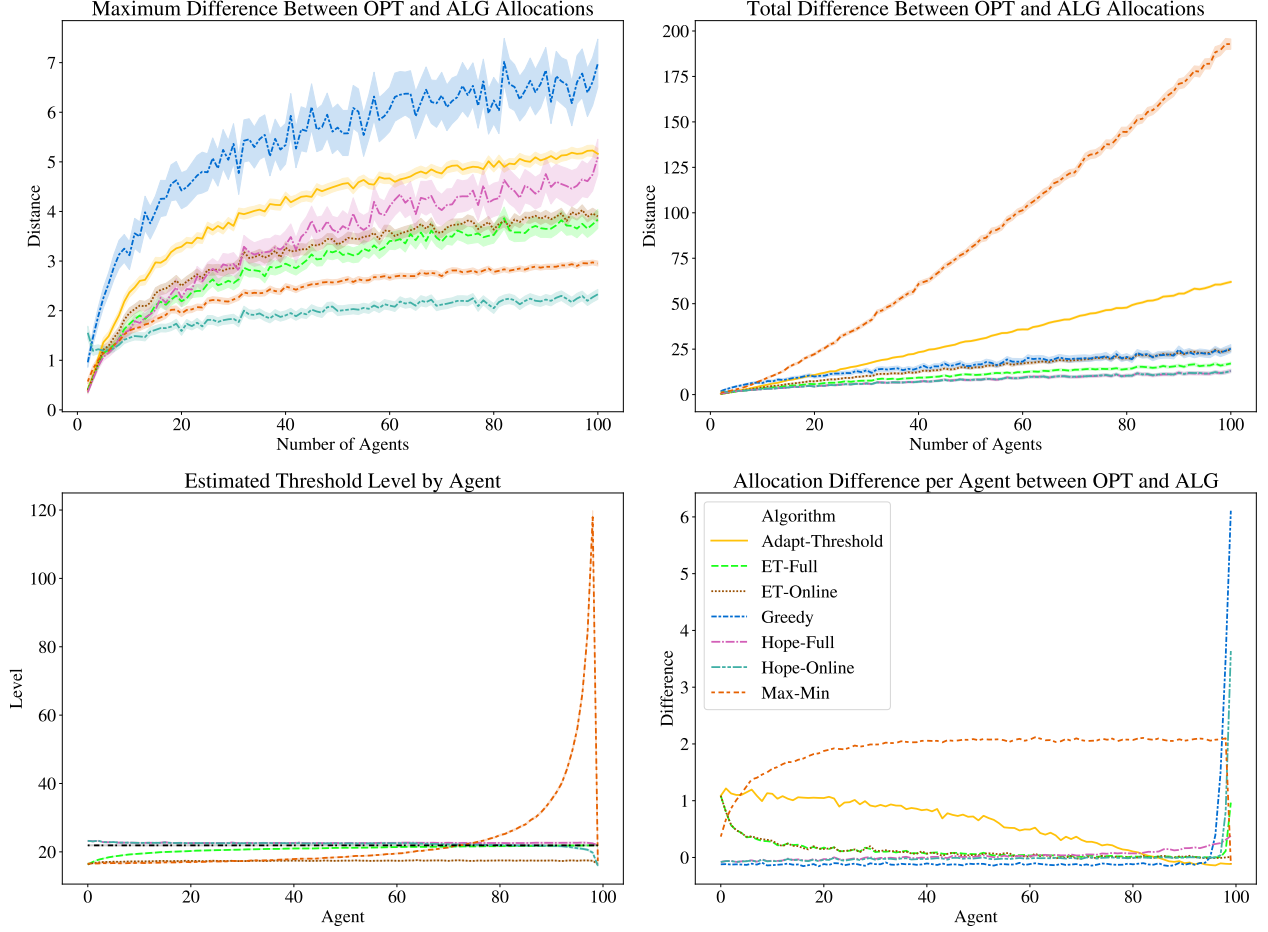 Maximum Difference Between OPT and ALG Allocations
Total Difference Between OPT and ALG Allocations
7
6
5
4
3
2
1
0
Distance
0
20
40
60
80
100
Number of Agents
200
175
150
125
100
75
50
25
0
Distance
0
20
40
60
80
100
Number of Agents
Estimated Threshold Level by Agent
Allocation Difference per Agent between OPT and ALG
120
100
80
60
40
20
Level
0
20
40
60
80
100
Agent
6
5
4
3
2
1
0
Difference
Algorithm
Adapt-Threshold
ET-Full
ET-Online
Greedy
Hope-Full
Hope-Online
Max-Min
0
20
40
60
80
100
Agent